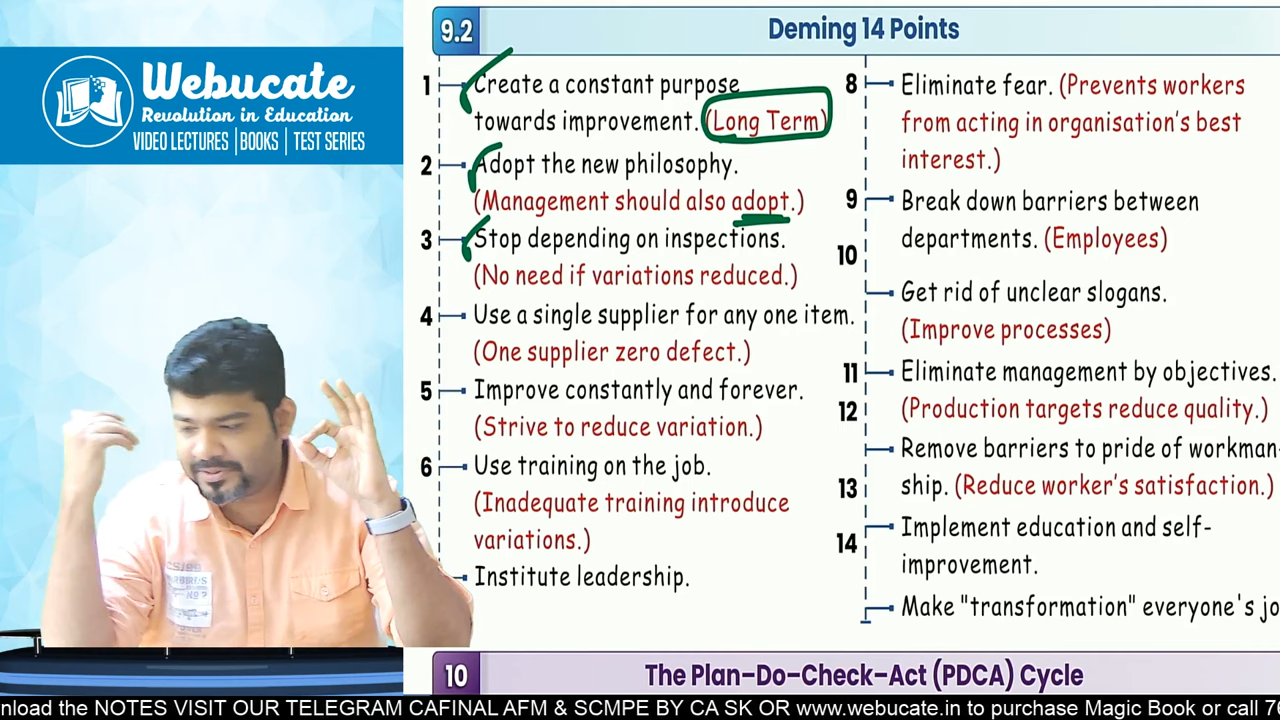 Webucate
Revolution in Education
VIDEO LECTURES | BOOKS | TEST SERIES
9.2
Deming 14 Points
1
Create a constant purpose
towards improvement. (Long Term)
2
Adopt the new philosophy.
(Management should also adopt.)
3
Stop depending on inspections.
(No need if variations reduced.)
4
Use a single supplier for any one item.
(One supplier zero defect.)
5
Improve constantly and forever.
(Strive to reduce variation.)
6
Use training on the job.
(Inadequate training introduce
variations.)
Institute leadership.
8
Eliminate fear. (Prevents workers
from acting in organisation's best
interest.)
9
Break down barriers between
departments. (Employees)
10
Get rid of unclear slogans.
(Improve processes)
11
Eliminate management by objectives.
12
(Production targets reduce quality.)
Remove barriers to pride of workman-
13
ship. (Reduce worker's satisfaction.)
Implement education and self-
14
improvement.
Make "transformation" everyone's jo
10
The Plan-Do-Check-Act (PDCA) Cycle
nload the NOTES VISIT OUR TELEGRAM CAFINAL AFM & SCMPE BY CA SK OR www.webucate.in to purchase Magic Book or call 70